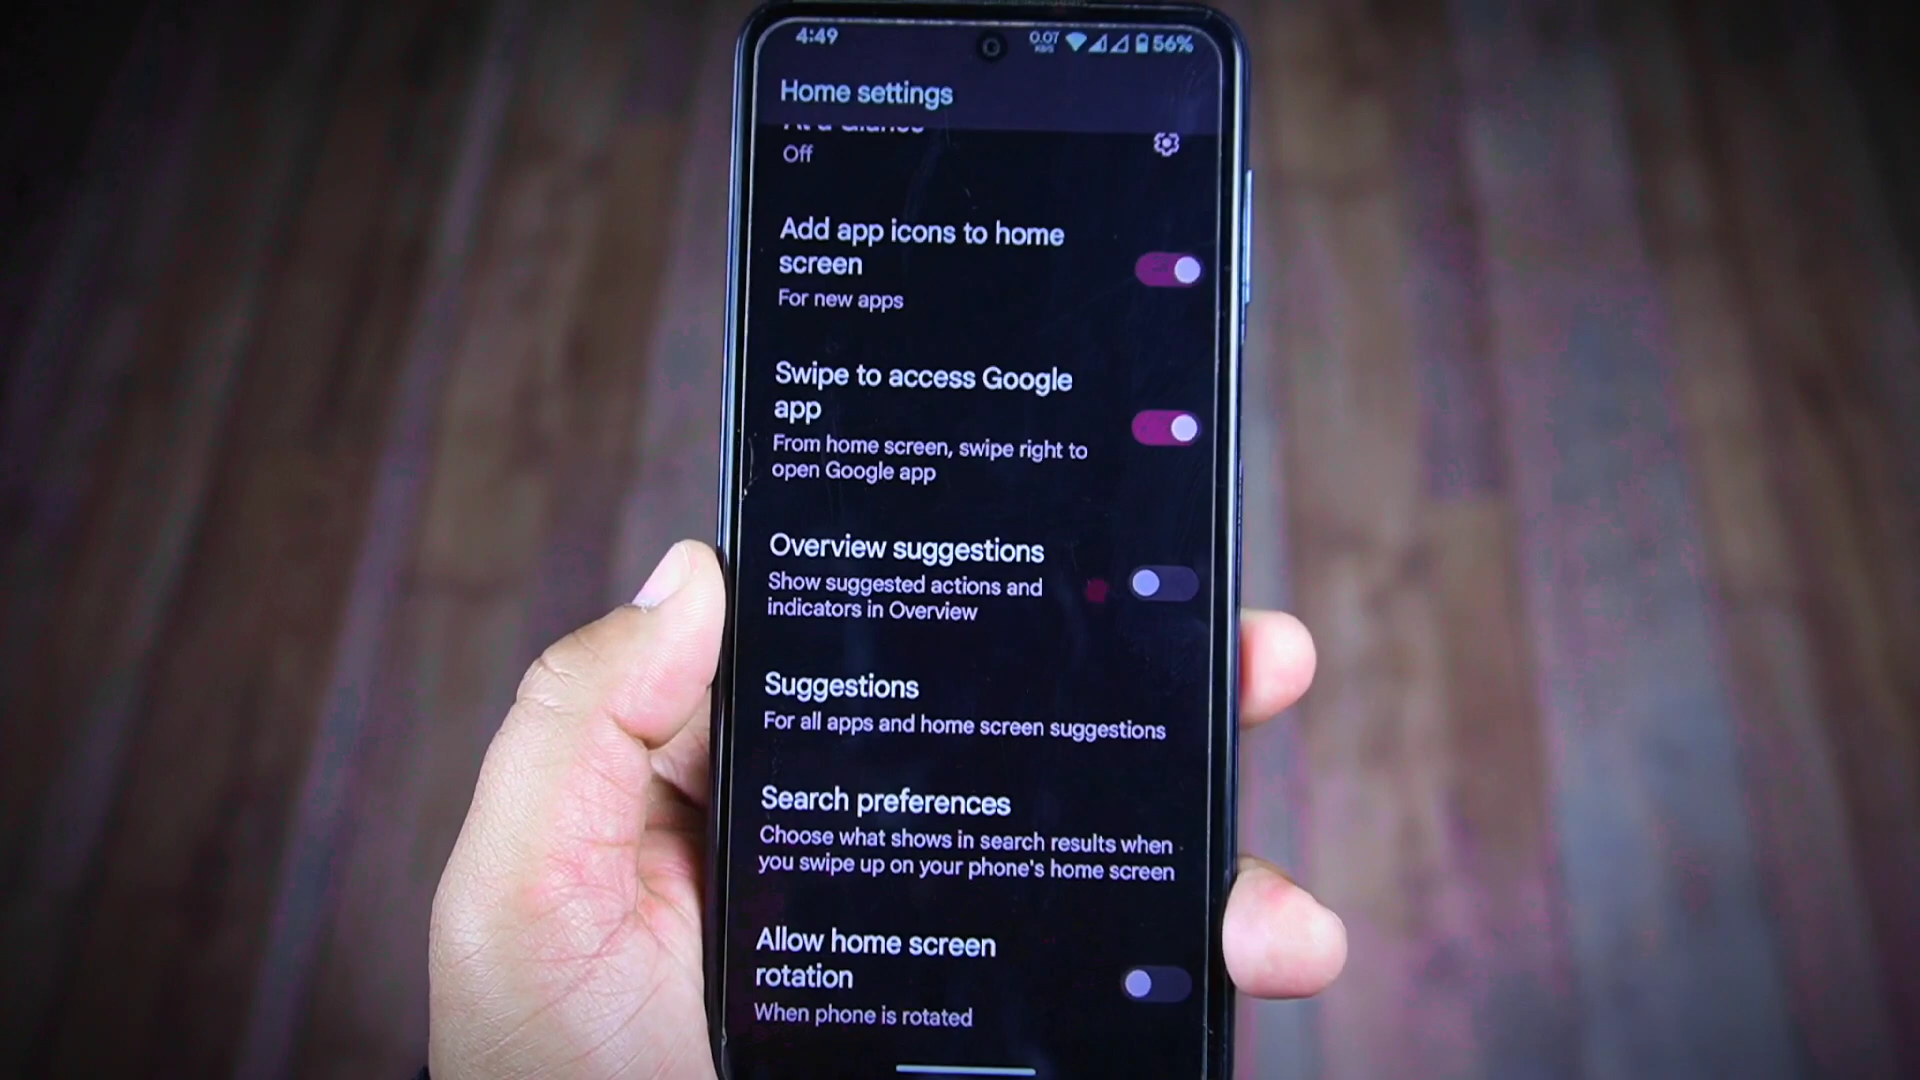 4:49
0.07
KB/S
56%
Home settings
At a Glance
Off
Add app icons to home
screen
For new apps
Swipe to access Google
app
From home screen, swipe right to
open Google app
Overview suggestions
Show suggested actions and
indicators in Overview
Suggestions
For all apps and home screen suggestions
Search preferences
Choose what shows in search results when
you swipe up on your phone's home screen
Allow home screen
rotation
When phone is rotated